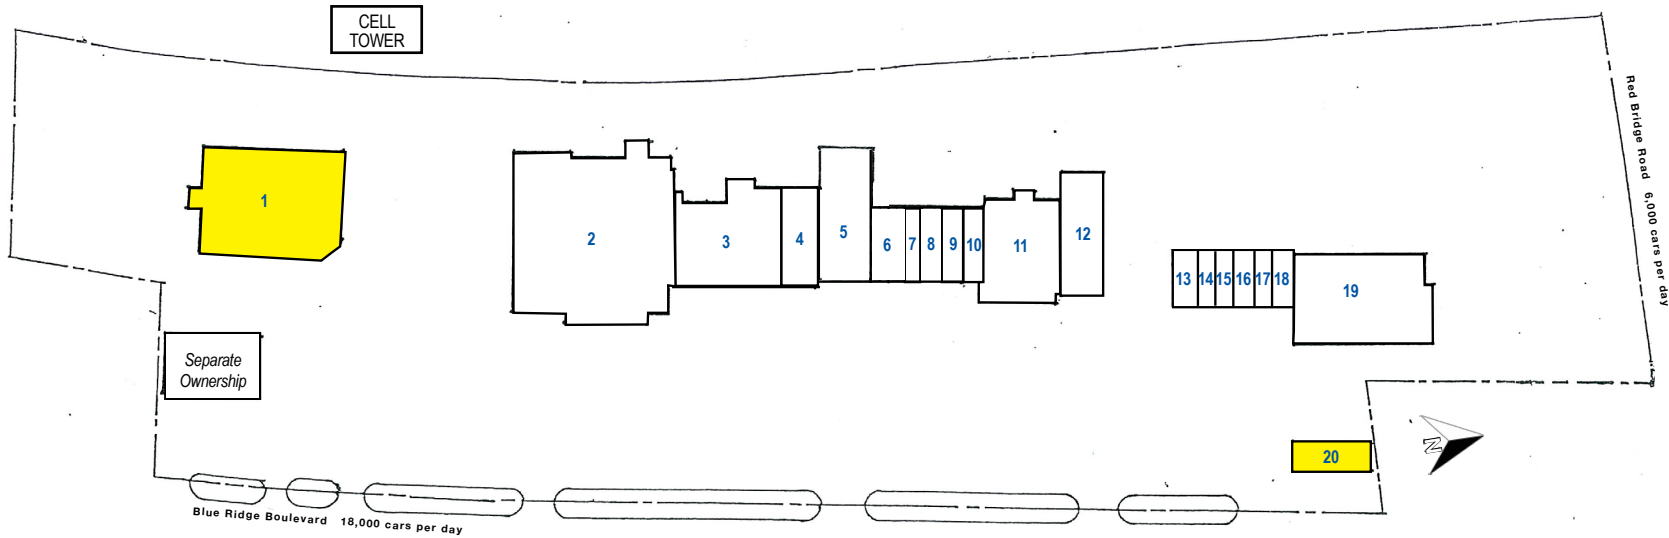 CELL
TOWER
Red Bridge Road 6,000 cars per day
1
2
3
4
5
6
7
8
9
10
11
12
13
14
15
16
17
18
19
Separate
Ownership
20
N
Blue Ridge Boulevard 18,000 cars per day